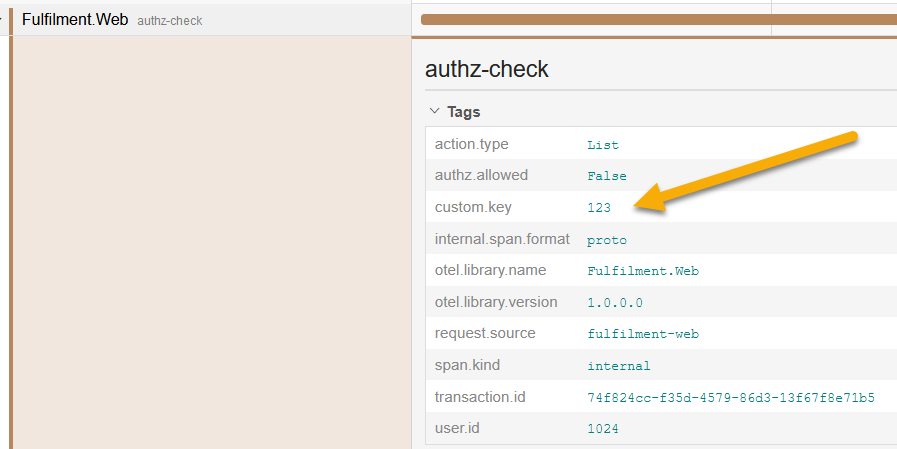 Fulfilment.Web authz-check
authz-check
Tags
action.type List
authz.allowed False
custom.key 123
internal.span.format proto
otel.library.name Fulfilment.Web
otel.library.version 1.0.0.0
request.source fulfilment-web
span.kind internal
transaction.id 74f824cc-f35d-4579-86d3-13f67f8e71b5
user.id 1024